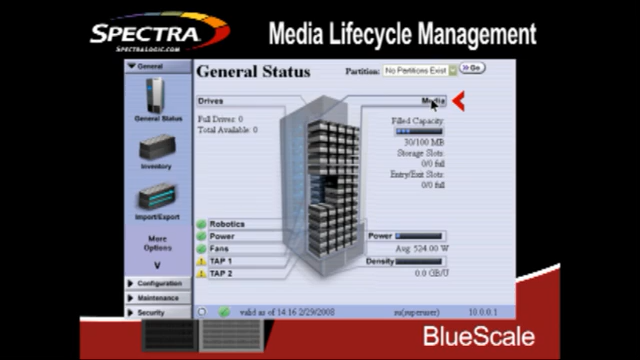 SPECTRA
SPECTRALOGIC.COM
Media Lifecycle Management
General
General Status
Partition: No Partitions Exist Go
General Status
Inventory
Import/Export
More
Options
Configuration
Maintenance
Security
Drives
Full Drives: 0
Total Available: 0
Media
Filled Capacity:
30/100 MB
Storage Slots:
0/0 full
Entry/Exit Slots:
0/0 full
Robotics
Power
Fans
TAP 1
TAP 2
Power
Avg: 524.00 W
Density
0.0 GB/U
valid as of 14:16 2/29/2008
su(superuser)
10.0.0.1
BlueScale